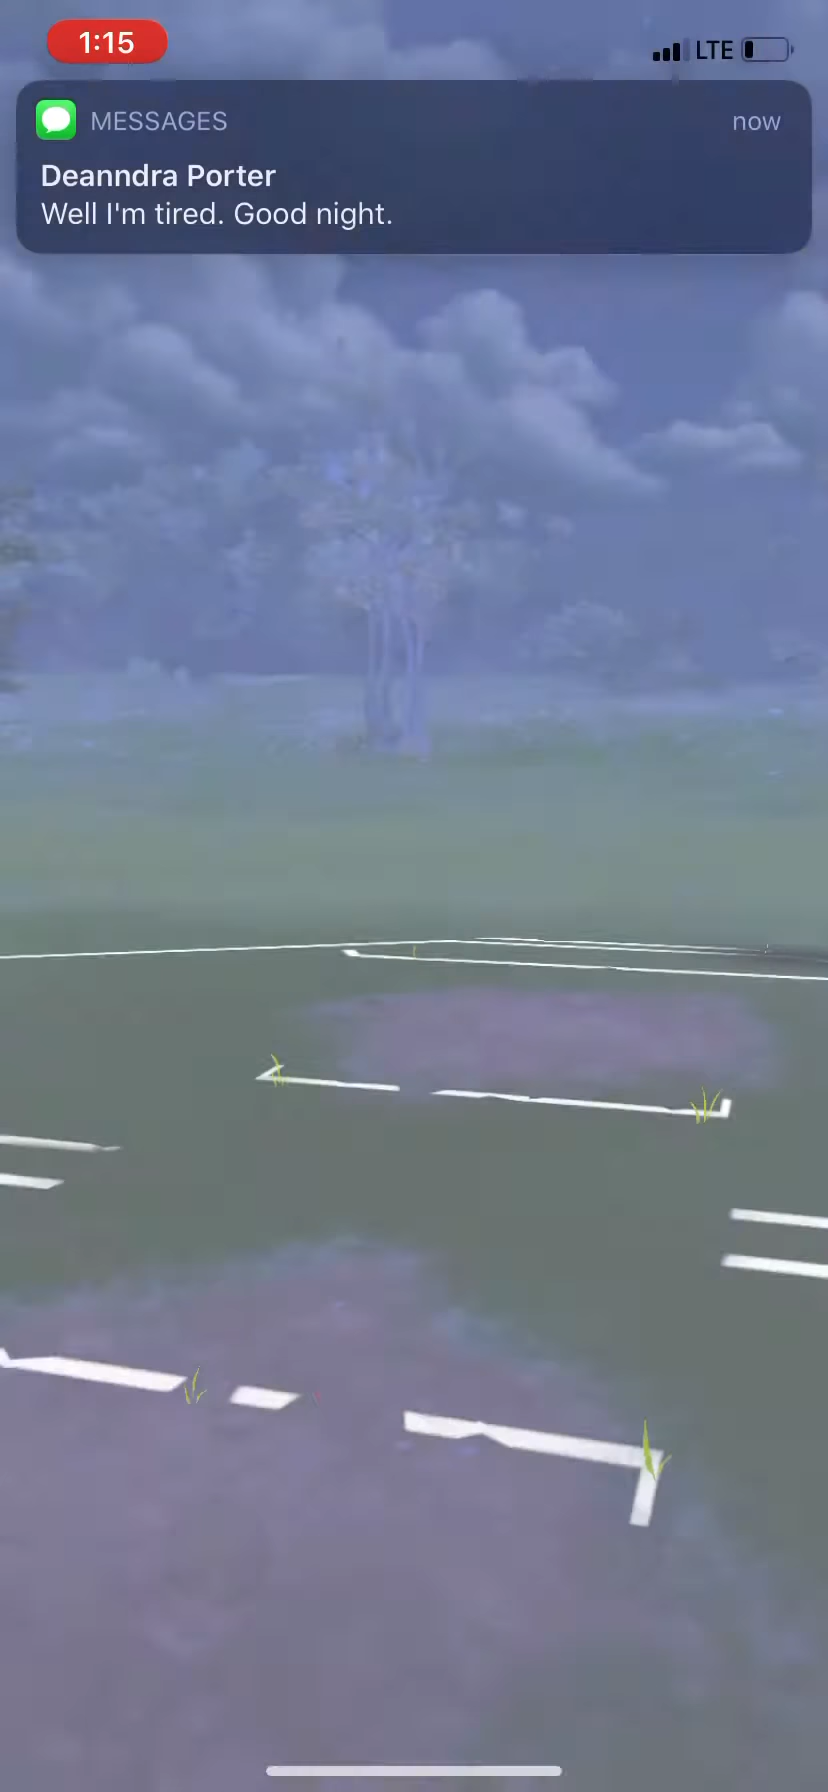 1:15
LTE
MESSAGES
now
Deanndra Porter
Well I'm tired. Good night.